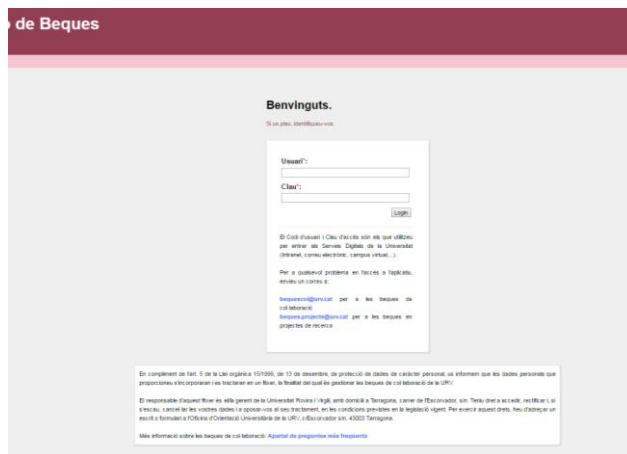 de Beques
Benvinguts.
Si us plau, identifiqueu-vos.
Usuari*:
Clau*:
Login
El Codi d'usuari i Clau d'accés són els que utilitzeu
per entrar als Serveis Digitals de la Universitat
(Intranet, correu electrònic, campus virtual,...).
Per a qualsevol problema en l'accés a l'aplicatiu,
envieu un correu a:
bequescol@urv.cat per a les beques de
col·laboració
beques.projecte@urv.cat per a les beques en
projectes de recerca
En compliment de l'art. 5 de la Llei orgànica 15/1999, de 13 de desembre, de protecció de dades de caràcter personal, us informem que les dades personals que
proporcioneu s'incorporaran i es tractaran en un fitxer, la finalitat del qual és gestionar les beques de col·laboració de la URV.
El responsable d'aquest fitxer és el/la gerent de la Universitat Rovira i Virgili, amb domicili a Tarragona, carrer de l'Escorxador, s/n. Teniu dret a accedir, rectificar i, si
s'escau, cancel·lar les vostres dades i a oposar-vos al seu tractament, en les condicions previstes en la legislació vigent. Per exercir aquest drets, heu d'adreçar un
escrit o formulari a l'Oficina d'Orientació Universitària de la URV, c/Escorxador s/n, 43003 Tarragona.
Més informació sobre les beques de col·laboració: Apartat de preguntes més freqüents